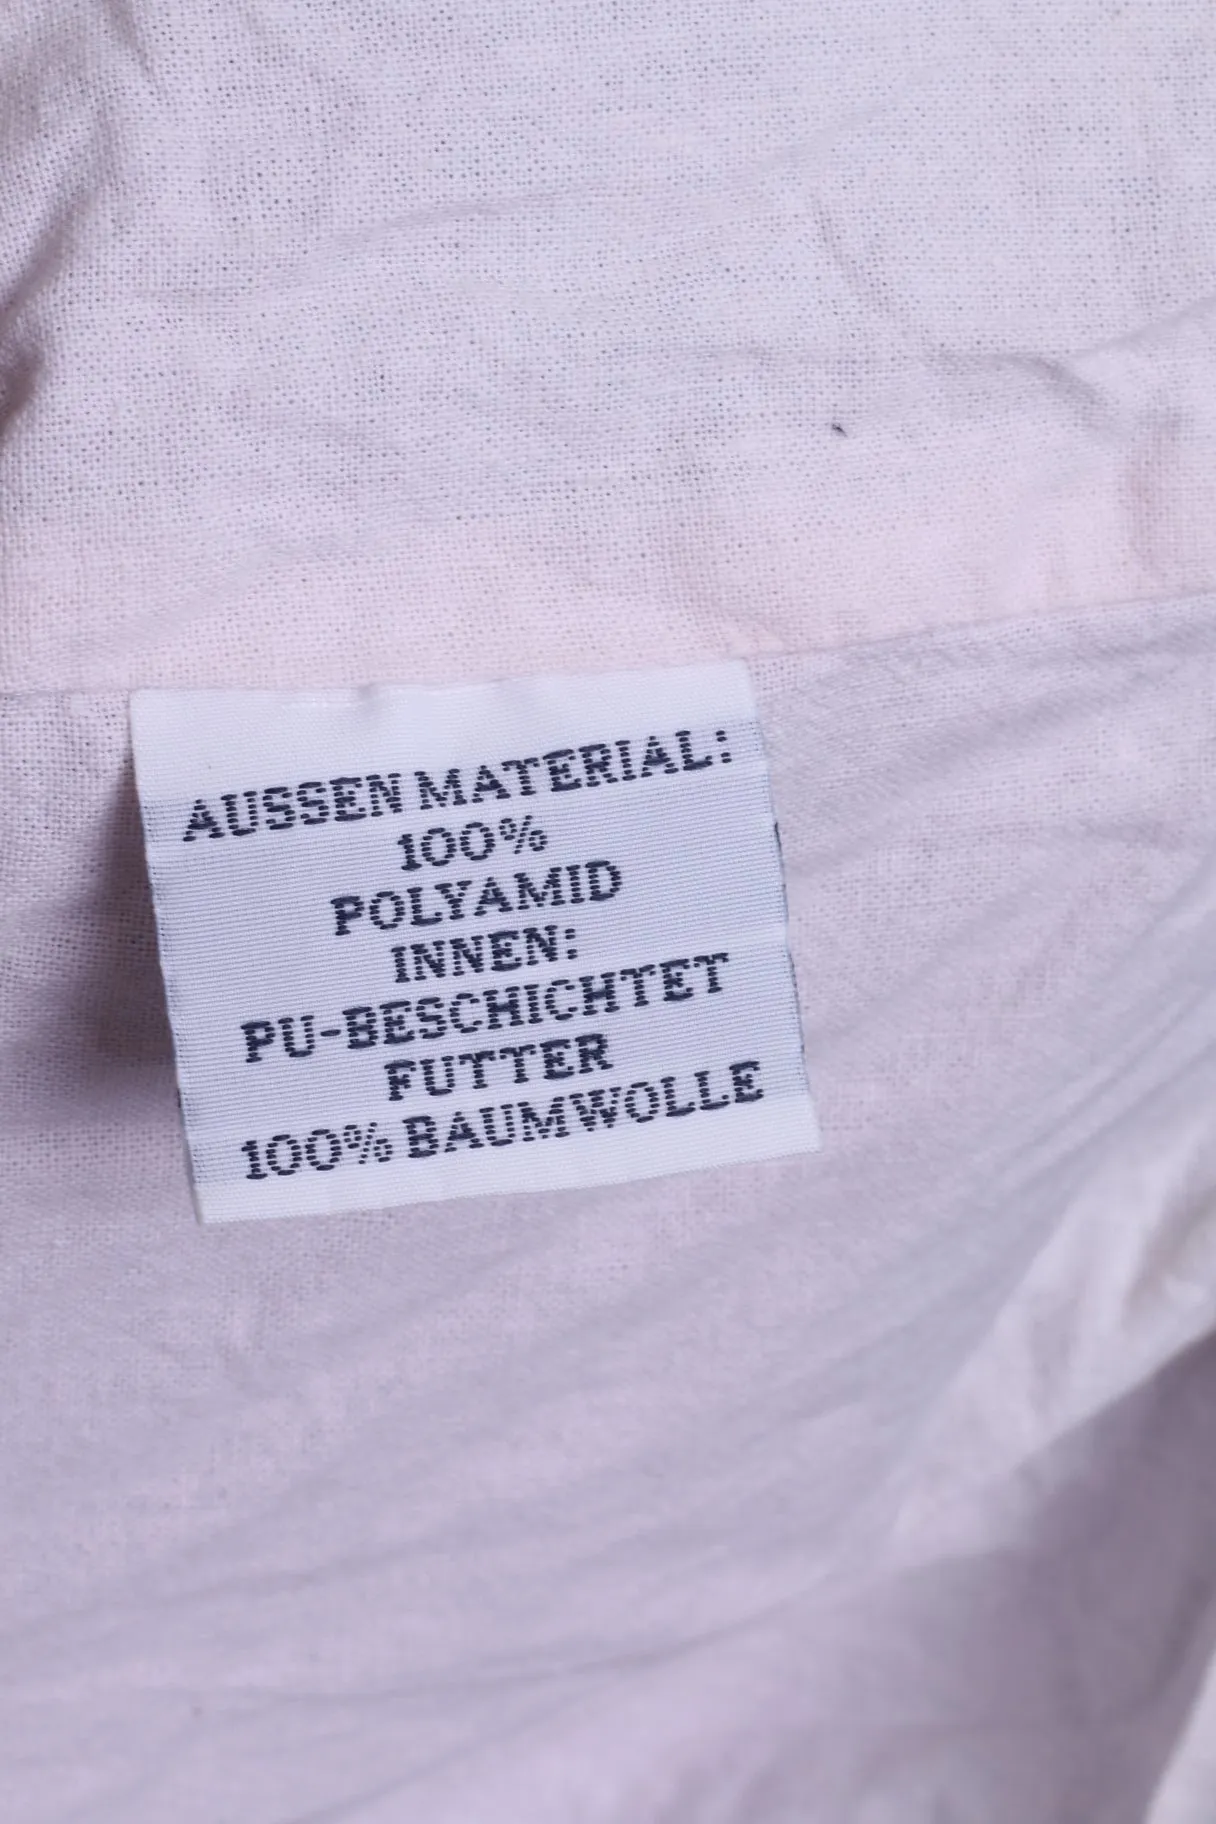 AUSSEN MATERIAL:
100%
POLYAMID
INNEN:
PU-BESCHICHTET
FUTTER
100% BAUMWOLLE